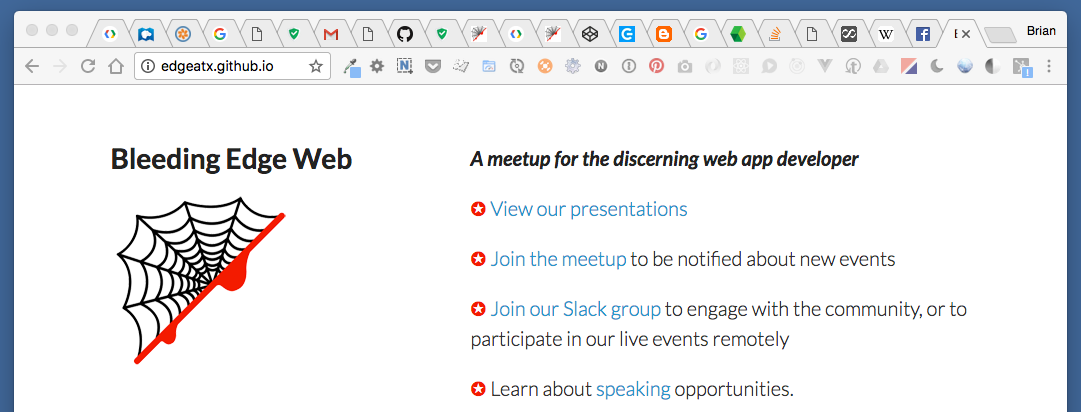 Brian
edgeatx.github.io
Bleeding Edge Web
A meetup for the discerning web app developer
View our presentations
Join the meetup to be notified about new events
Join our Slack group to engage with the community, or to
participate in our live events remotely
Learn about speaking opportunities.